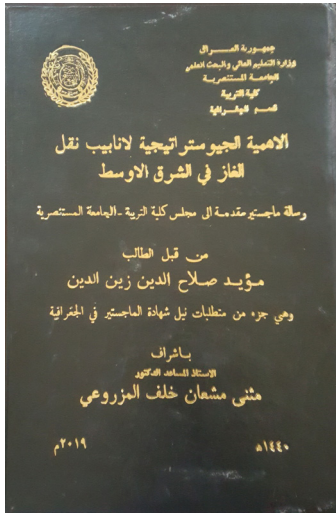 جمهورية العـــراق
وزارة التعليم العالي والبحث العلمي
الجامعة المستنصرية
كلية التربية
قسم الجغرافية
الاهمية الجيوستراتيجية لانابيب نقل
الغاز في الشرق الاوسط
رسالة ماجستير مقدمة الى مجلس كلية التربية - الجامعة المستنصرية
من قبل الطالب
مؤيد صلاح الدين زين الدين
وهي جزء من متطلبات نيل شهادة الماجستير في الجغرافية
بأشراف
الاستاذ المساعد الدكتور
مثنى مشعان خلف المزروعي
١٤٤٠هـ ٢٠١٩م